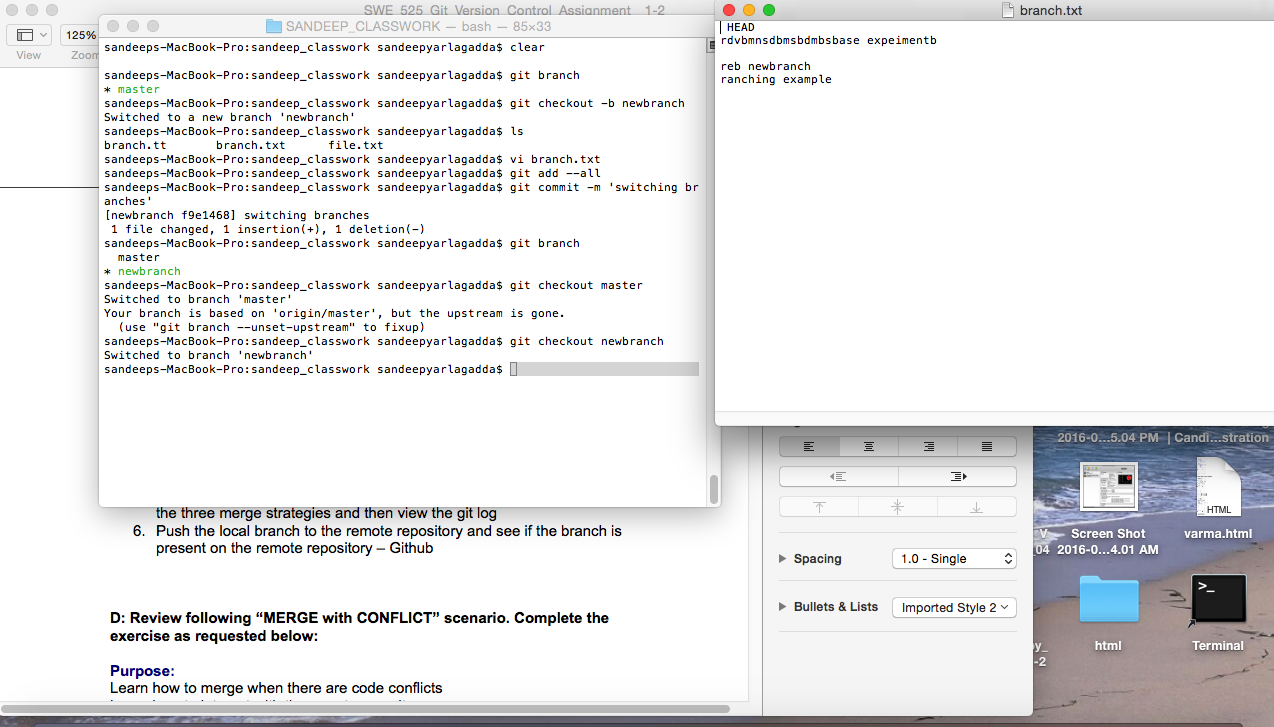 SWE_525_Git_Version_Control_Assignment_ 1-2
View
125%
Zoom
SANDEEP_CLASSWORK — bash — 85×33
sandeeps-MacBook-Pro:sandeep_classwork sandeepyarlagadda$ clear
sandeeps-MacBook-Pro:sandeep_classwork sandeepyarlagadda$ git branch
* master
sandeeps-MacBook-Pro:sandeep_classwork sandeepyarlagadda$ git checkout -b newbranch
Switched to a new branch 'newbranch'
sandeeps-MacBook-Pro:sandeep_classwork sandeepyarlagadda$ ls
branch.tt branch.txt file.txt
sandeeps-MacBook-Pro:sandeep_classwork sandeepyarlagadda$ vi branch.txt
sandeeps-MacBook-Pro:sandeep_classwork sandeepyarlagadda$ git add --all
sandeeps-MacBook-Pro:sandeep_classwork sandeepyarlagadda$ git commit -m 'switching br
anches'
[newbranch f9e1468] switching branches
1 file changed, 1 insertion(+), 1 deletion(-)
sandeeps-MacBook-Pro:sandeep_classwork sandeepyarlagadda$ git branch
master
* newbranch
sandeeps-MacBook-Pro:sandeep_classwork sandeepyarlagadda$ git checkout master
Switched to branch 'master'
Your branch is based on 'origin/master', but the upstream is gone.
(use "git branch --unset-upstream" to fixup)
sandeeps-MacBook-Pro:sandeep_classwork sandeepyarlagadda$ git checkout newbranch
Switched to branch 'newbranch'
sandeeps-MacBook-Pro:sandeep_classwork sandeepyarlagadda$
branch.txt
HEAD
rdvbmnsdbmsbdmbsbase expeimentb
reb newbranch
ranching example
the three merge strategies and then view the git log
6. Push the local branch to the remote repository and see if the branch is
present on the remote repository – Github
D: Review following “MERGE with CONFLICT” scenario. Complete the
exercise as requested below:
Purpose:
Learn how to merge when there are code conflicts
Spacing
1.0 - Single
Bullets & Lists
Imported Style 2
2016-0...5.04 PM
Candi...stration
HTML
Screen Shot
2016-0...4.01 AM
varma.html
html
>_
Terminal